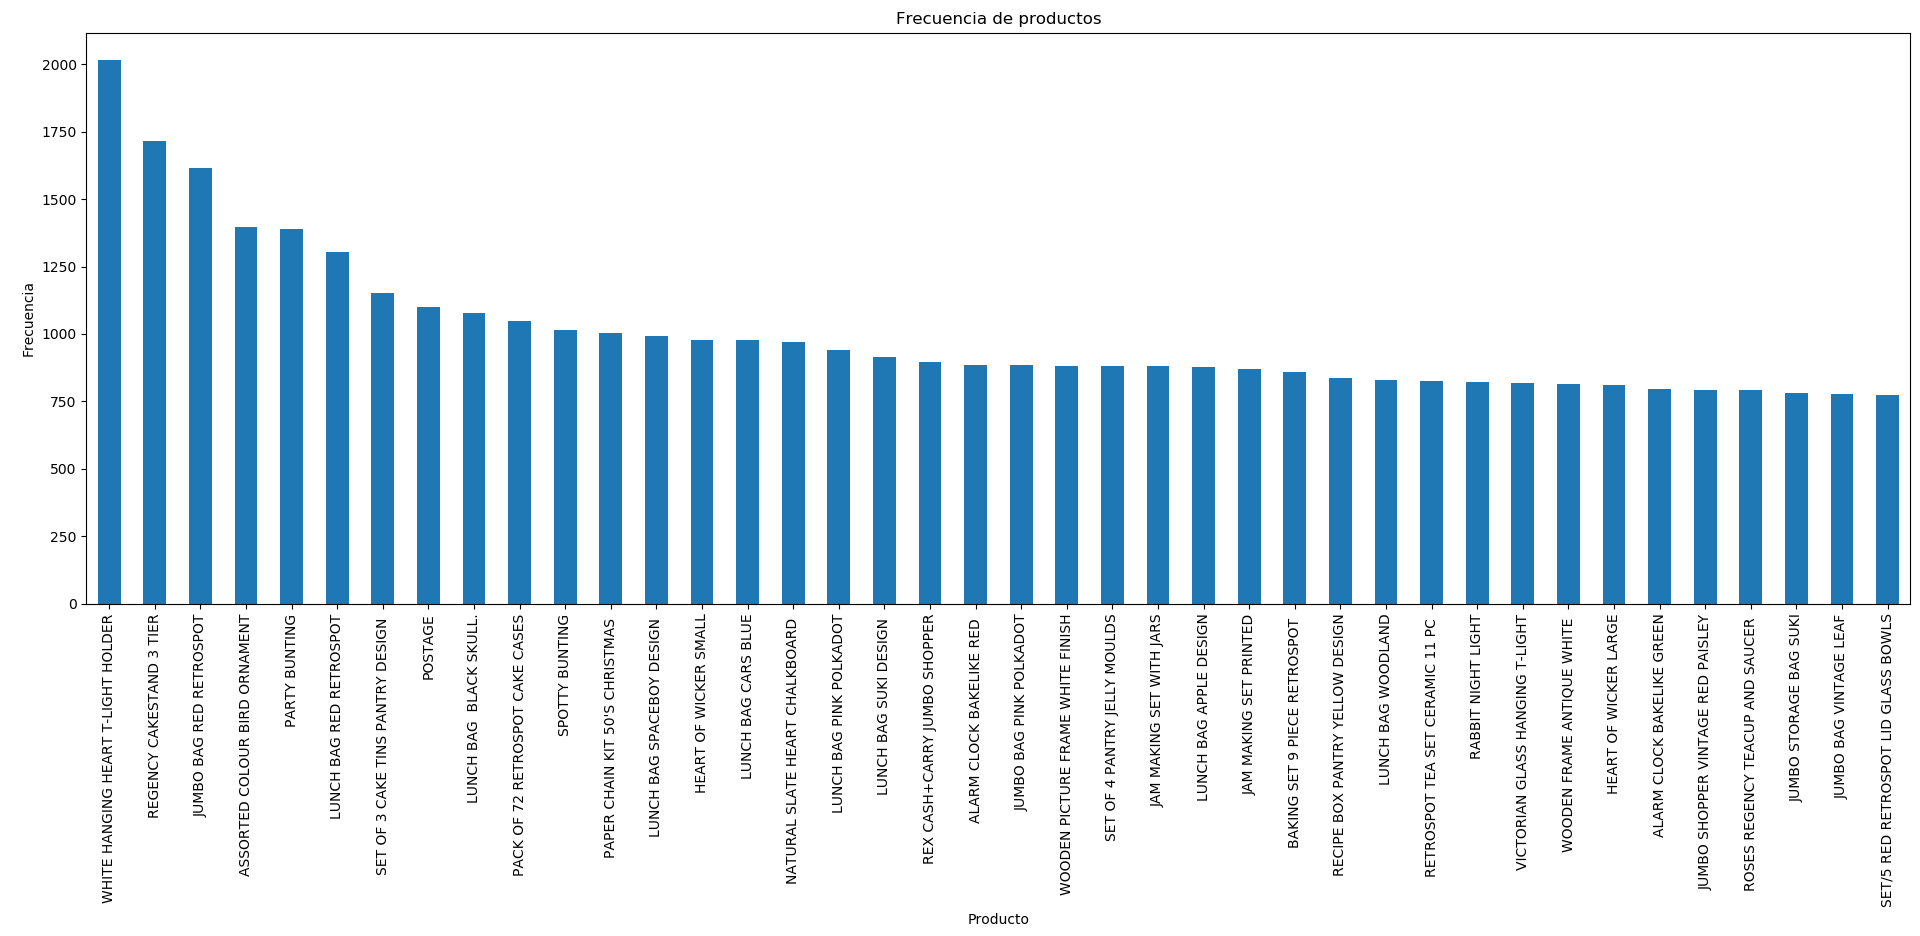 Frecuencia de productos
2000
1750
1500
1250
1000
750
500
250
0
Frecuencia
WHITE HANGING HEART T-LIGHT HOLDER
REGENCY CAKESTAND 3 TIER
JUMBO BAG RED RETROSPOT
ASSORTED COLOUR BIRD ORNAMENT
PARTY BUNTING
LUNCH BAG RED RETROSPOT
SET OF 3 CAKE TINS PANTRY DESIGN
POSTAGE
LUNCH BAG  BLACK SKULL.
PACK OF 72 RETROSPOT CAKE CASES
SPOTTY BUNTING
PAPER CHAIN KIT 50'S CHRISTMAS
LUNCH BAG SPACEBOY DESIGN
HEART OF WICKER SMALL
LUNCH BAG CARS BLUE
NATURAL SLATE HEART CHALKBOARD
LUNCH BAG PINK POLKADOT
LUNCH BAG SUKI DESIGN
REX CASH+CARRY JUMBO SHOPPER
ALARM CLOCK BAKELIKE RED
JUMBO BAG PINK POLKADOT
WOODEN PICTURE FRAME WHITE FINISH
SET OF 4 PANTRY JELLY MOULDS
JAM MAKING SET WITH JARS
LUNCH BAG APPLE DESIGN
JAM MAKING SET PRINTED
BAKING SET 9 PIECE RETROSPOT
RECIPE BOX PANTRY YELLOW DESIGN
LUNCH BAG WOODLAND
RETROSPOT TEA SET CERAMIC 11 PC
RABBIT NIGHT LIGHT
VICTORIAN GLASS HANGING T-LIGHT
WOODEN FRAME ANTIQUE WHITE
HEART OF WICKER LARGE
ALARM CLOCK BAKELIKE GREEN
JUMBO SHOPPER VINTAGE RED PAISLEY
ROSES REGENCY TEACUP AND SAUCER
JUMBO STORAGE BAG SUKI
JUMBO BAG VINTAGE LEAF
SET/5 RED RETROSPOT LID GLASS BOWLS
Producto